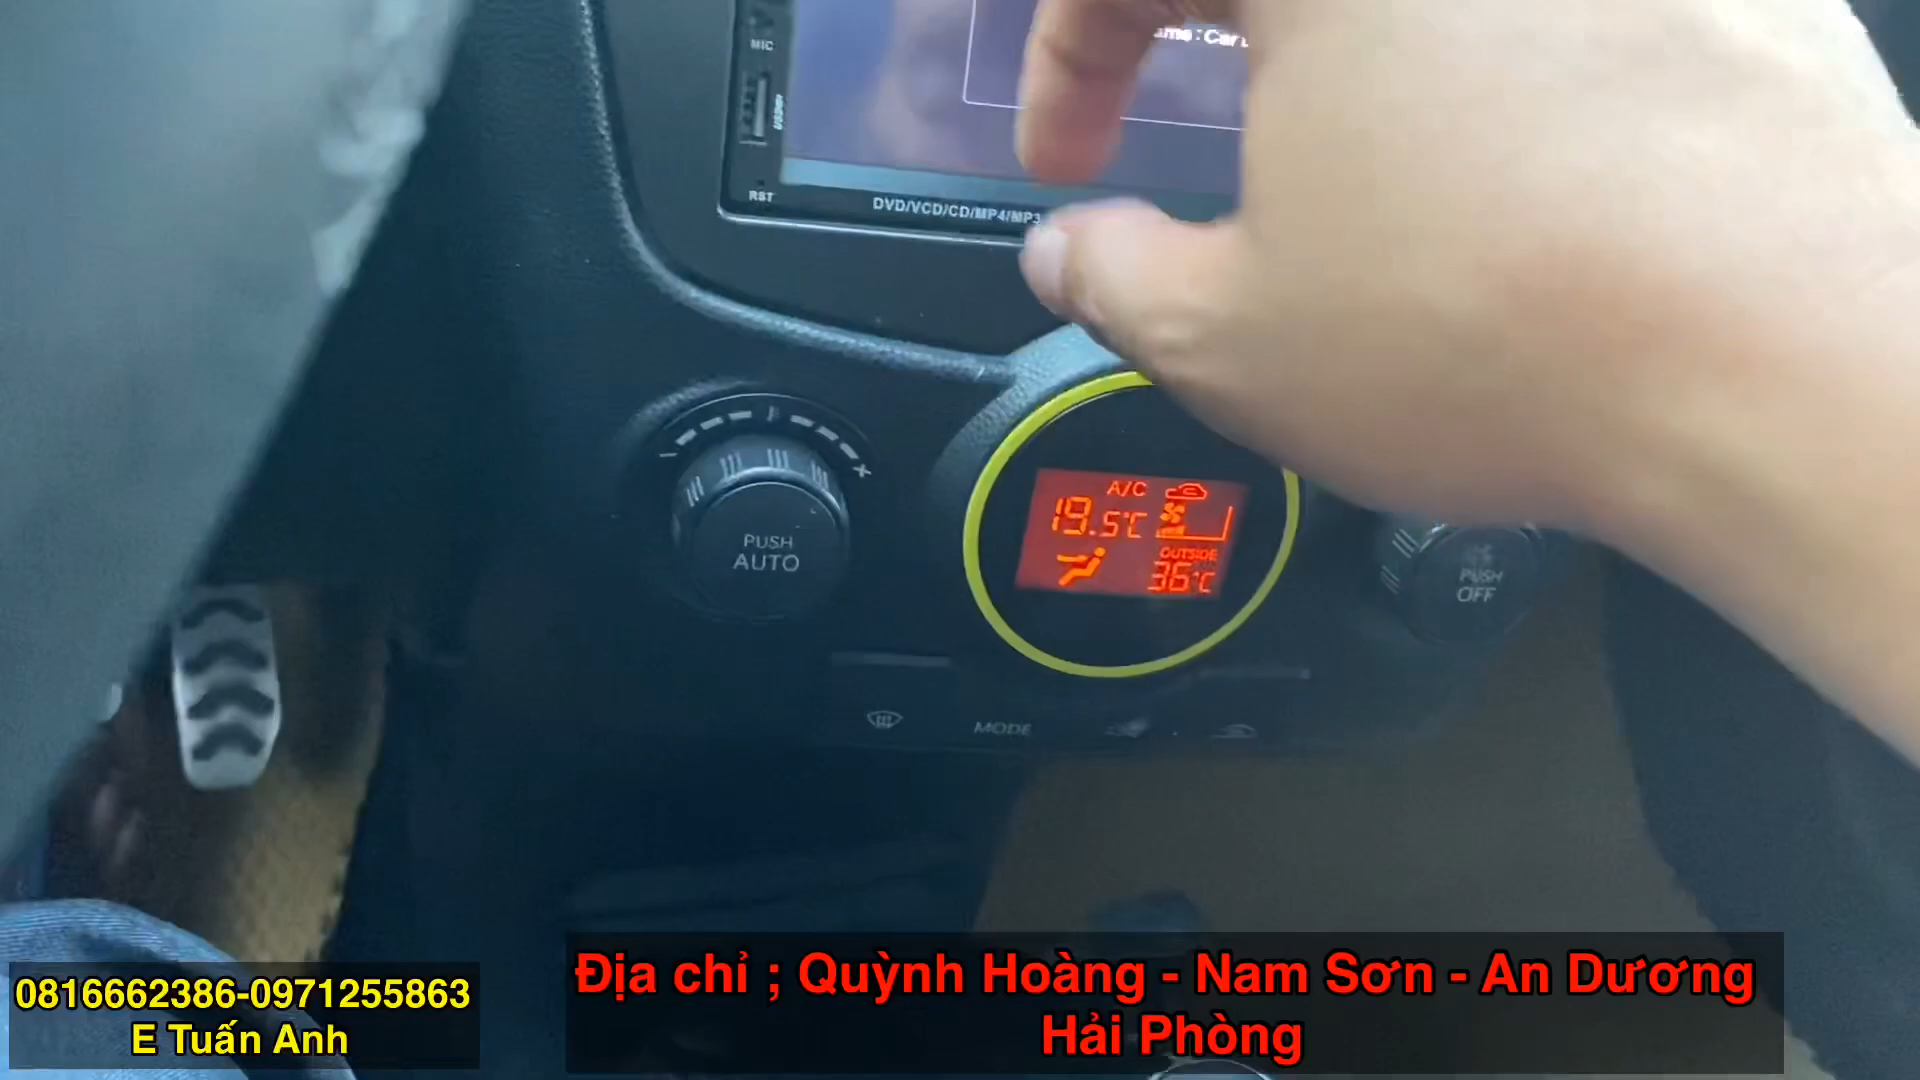 MIC
RST
DVD/VCD/CD/MP4/MP3
A/C
19.5°C
OUTSIDE
36°C
PUSH
AUTO
PUSH
OFF
MODE
0816662386-0971255863
E Tuấn Anh
Địa chỉ ; Quỳnh Hoàng - Nam Sơn - An Dương
Hải Phòng